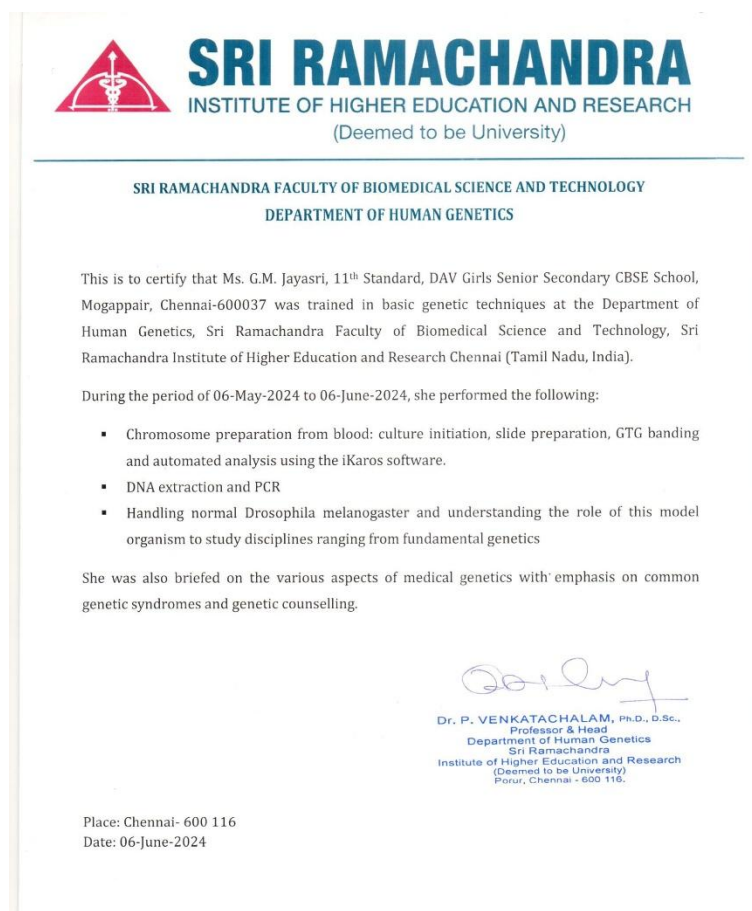 SRI RAMACHANDRA
INSTITUTE OF HIGHER EDUCATION AND RESEARCH
(Deemed to be University)
SRI RAMACHANDRA FACULTY OF BIOMEDICAL SCIENCE AND TECHNOLOGY
DEPARTMENT OF HUMAN GENETICS
This is to certify that Ms. G.M. Jayasri, 11th Standard, DAV Girls Senior Secondary CBSE School,
Mogappair, Chennai-600037 was trained in basic genetic techniques at the Department of
Human Genetics, Sri Ramachandra Faculty of Biomedical Science and Technology, Sri
Ramachandra Institute of Higher Education and Research Chennai (Tamil Nadu, India).
During the period of 06-May-2024 to 06-June-2024, she performed the following:
▪ Chromosome preparation from blood: culture initiation, slide preparation, GTG banding
and automated analysis using the iKaros software.
▪ DNA extraction and PCR
▪ Handling normal Drosophila melanogaster and understanding the role of this model
organism to study disciplines ranging from fundamental genetics
She was also briefed on the various aspects of medical genetics with emphasis on common
genetic syndromes and genetic counselling.
Dr. P. VENKATACHALAM, Ph.D., D.Sc.,
Professor & Head
Department of Human Genetics
Sri Ramachandra
Institute of Higher Education and Research
(Deemed to be University)
Porur, Chennai - 600 116.
Place: Chennai- 600 116
Date: 06-June-2024